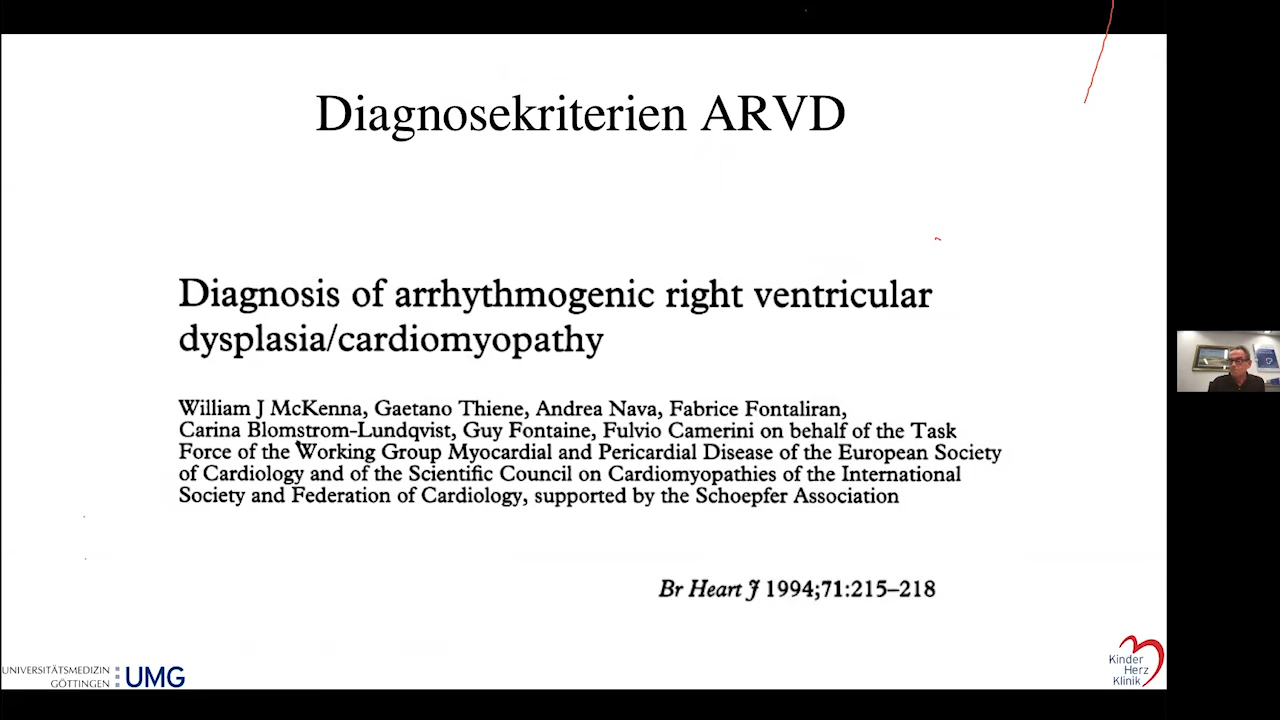 Diagnosekriterien ARVD
Diagnosis of arrhythmogenic right ventricular
dysplasia/cardiomyopathy
William J McKenna, Gaetano Thiene, Andrea Nava, Fabrice Fontaliran,
Carina Blomstrom-Lundqvist, Guy Fontaine, Fulvio Camerini on behalf of the Task
Force of the Working Group Myocardial and Pericardial Disease of the European Society
of Cardiology and of the Scientific Council on Cardiomyopathies of the International
Society and Federation of Cardiology, supported by the Schoepfer Association
Br Heart J 1994;71:215–218
UNIVERSITÄTSMEDIZIN
GÖTTINGEN
UMG
Kinder
Herz
Klinik